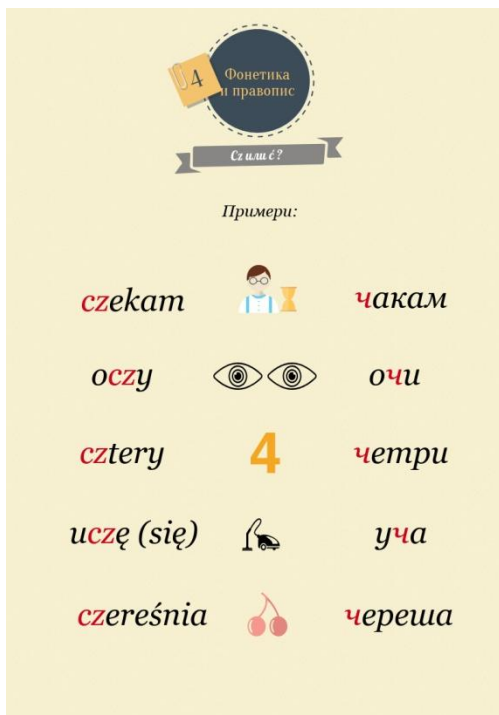 4
Фонетика
и правопис
Cz или ć?
Примери:
czekam чакам
oczy очи
cztery 4 четри
uczę (się) уча
czereśnia череша